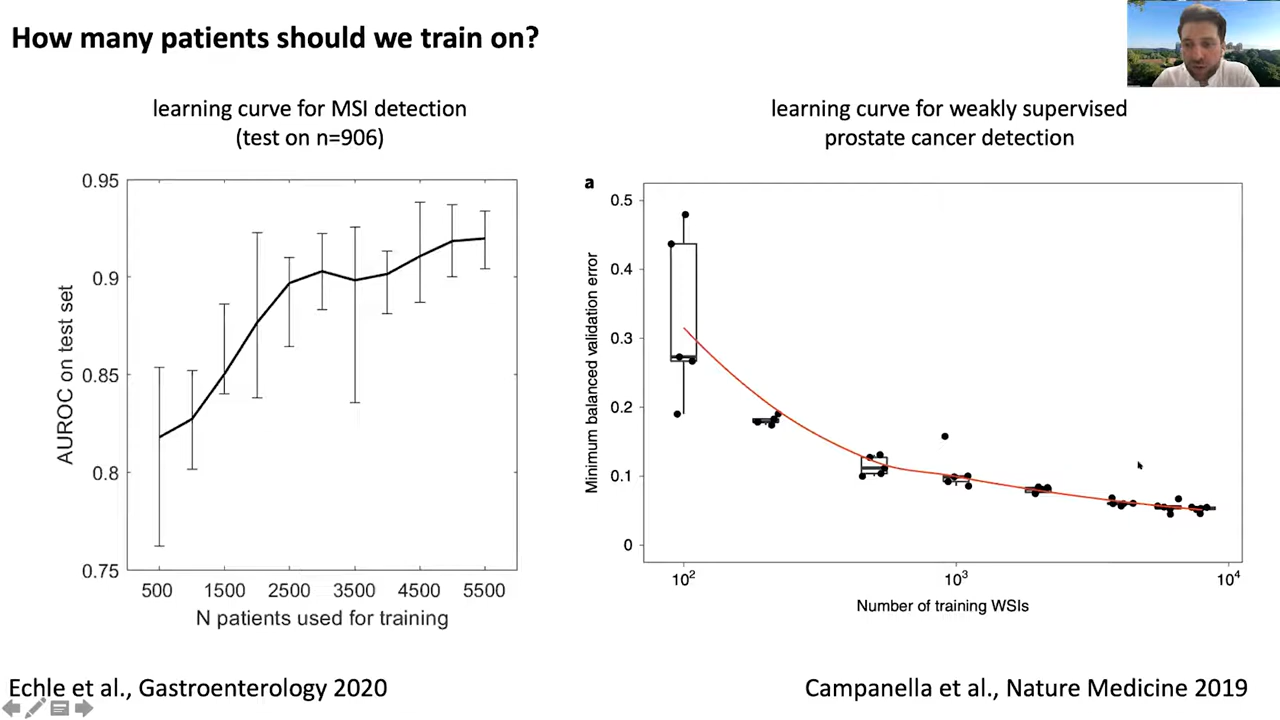 How many patients should we train on?
learning curve for MSI detection
(test on n=906)
0.95
0.9
0.85
0.8
0.75
AUROC on test set
500 1500 2500 3500 4500 5500
N patients used for training
Echle et al., Gastroenterology 2020
learning curve for weakly supervised
prostate cancer detection
a
0.5
0.4
0.3
0.2
0.1
0
Minimum balanced validation error
10² 10³ 10⁴
Number of training WSIs
Campanella et al., Nature Medicine 2019